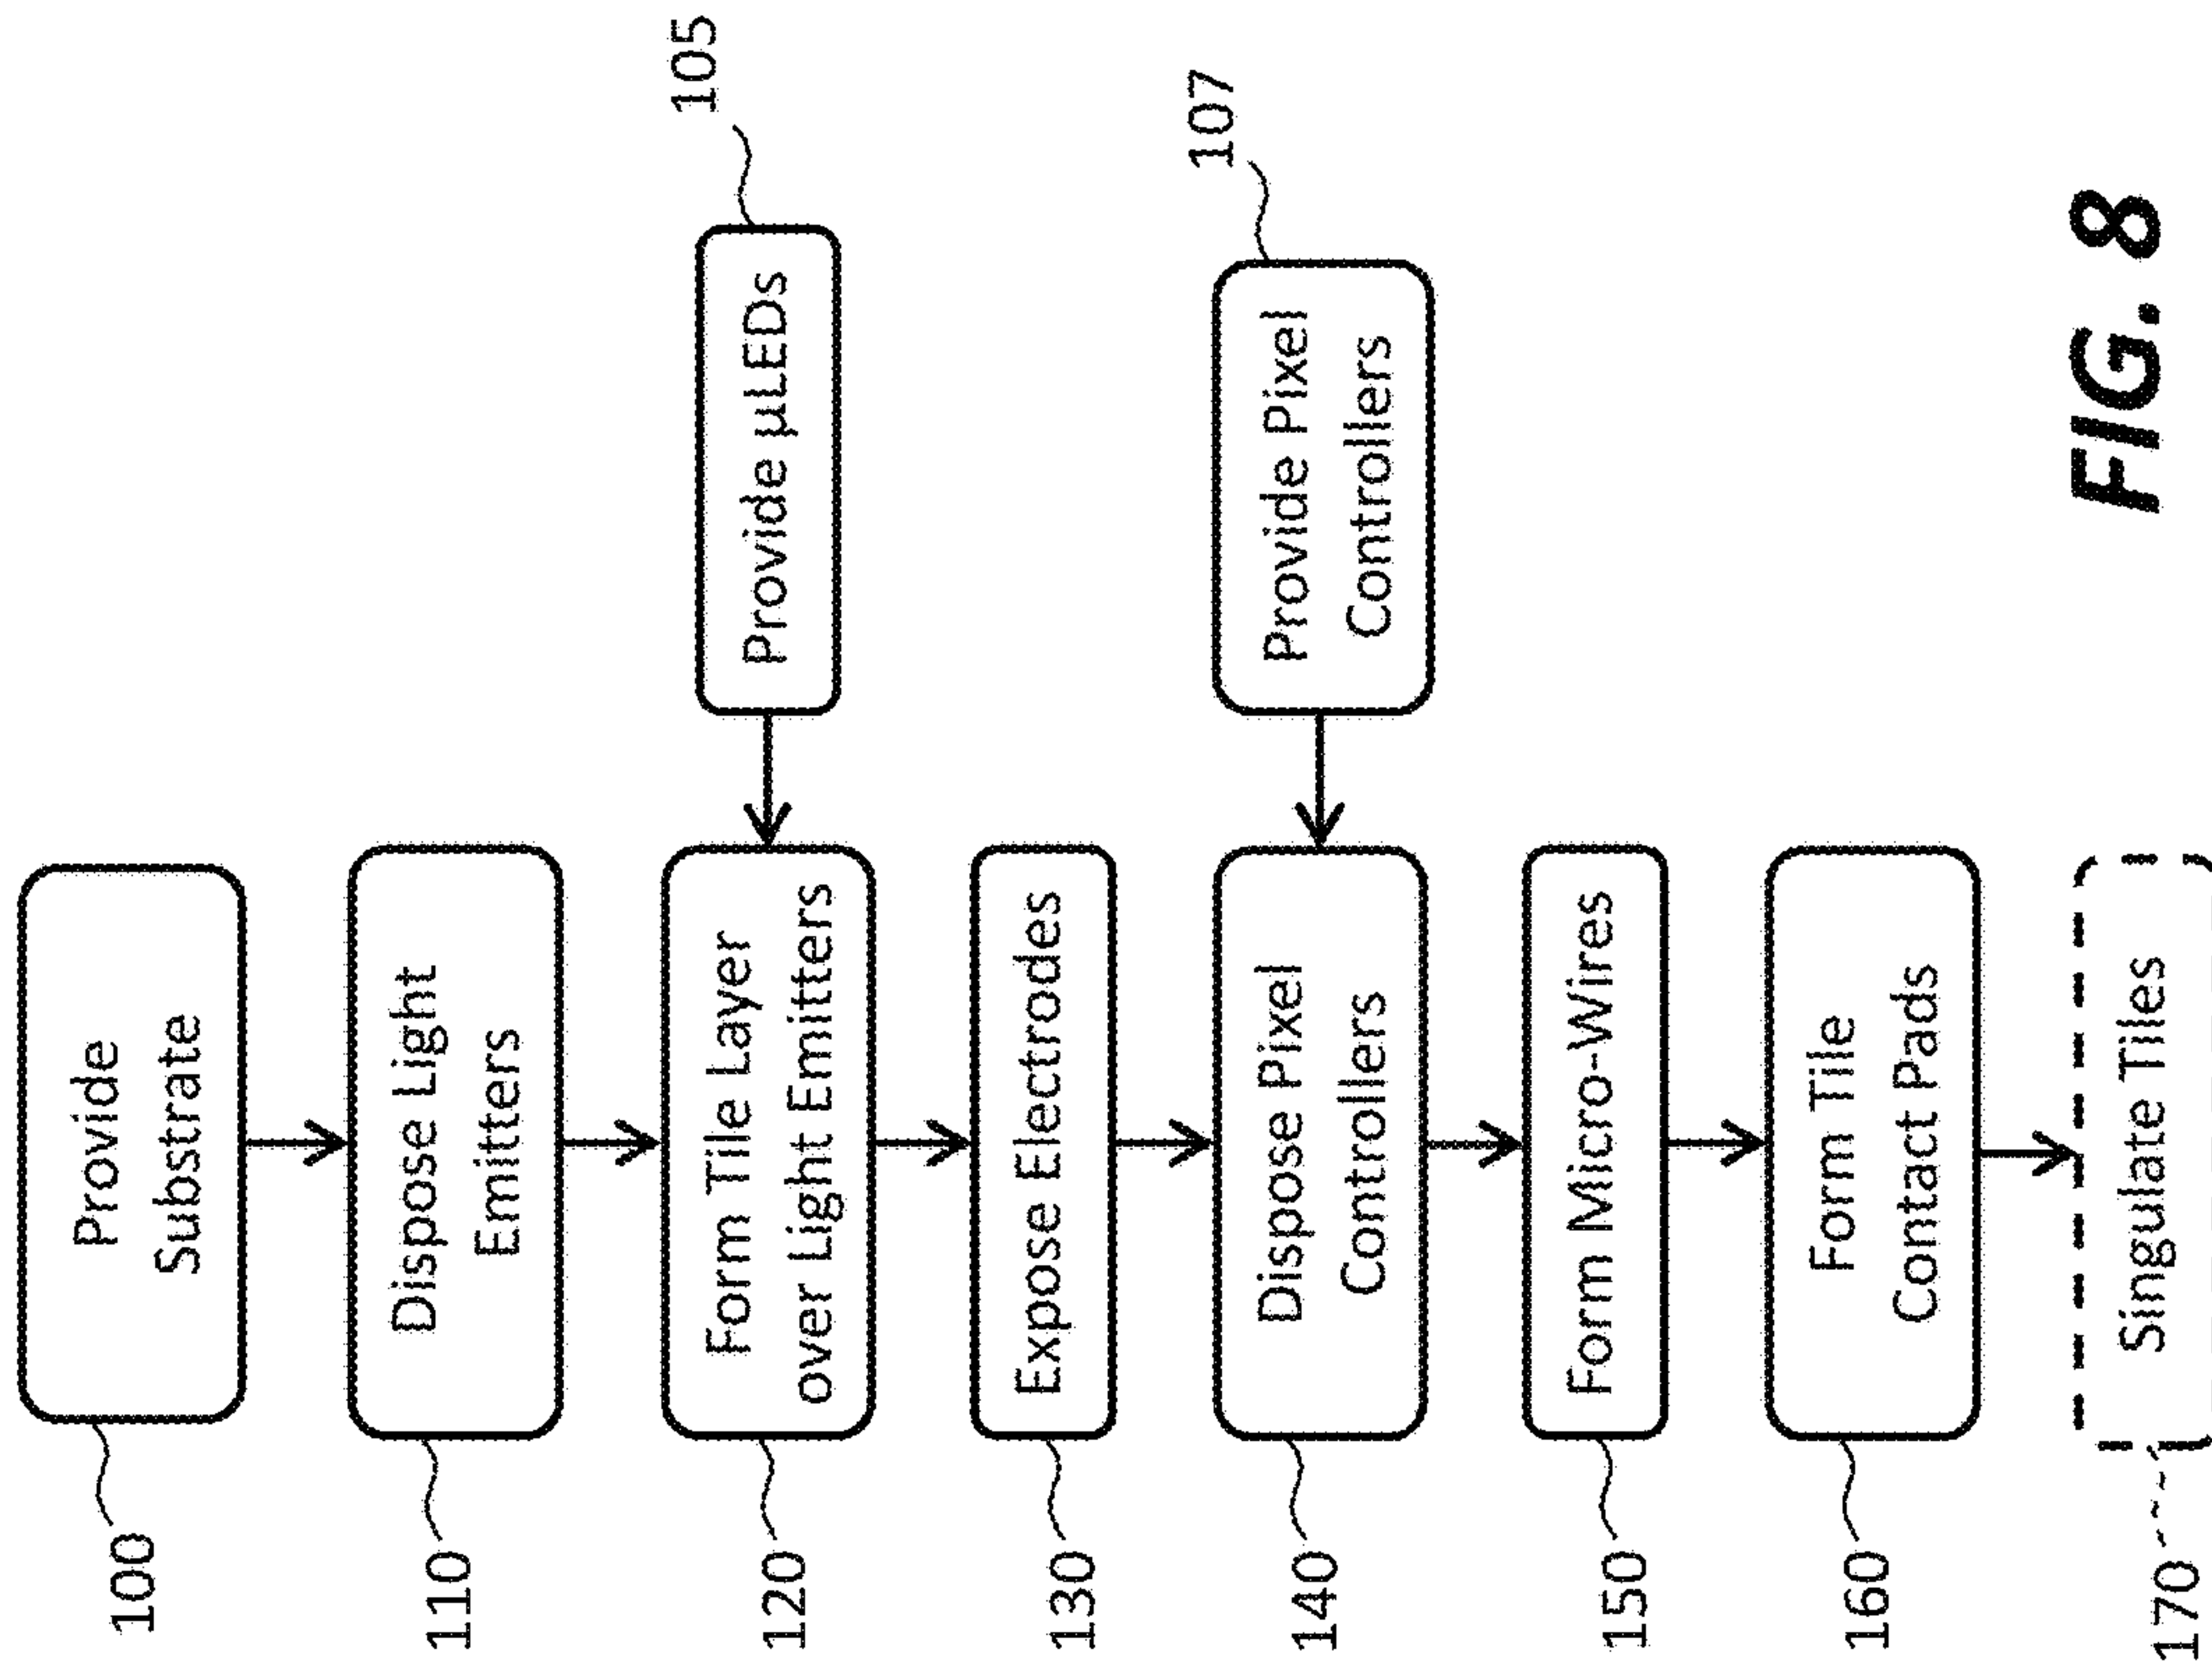 100
Provide
Substrate
110
Dispose Light
Emitters
120
Form Tile Layer
over Light Emitters
Provide µLEDs
105
130
Expose Electrodes
140
Dispose Pixel
Controllers
Provide Pixel
Controllers
107
150
Form Micro-Wires
160
Form Tile
Contact Pads
170
Singulate Tiles
FIG. 8